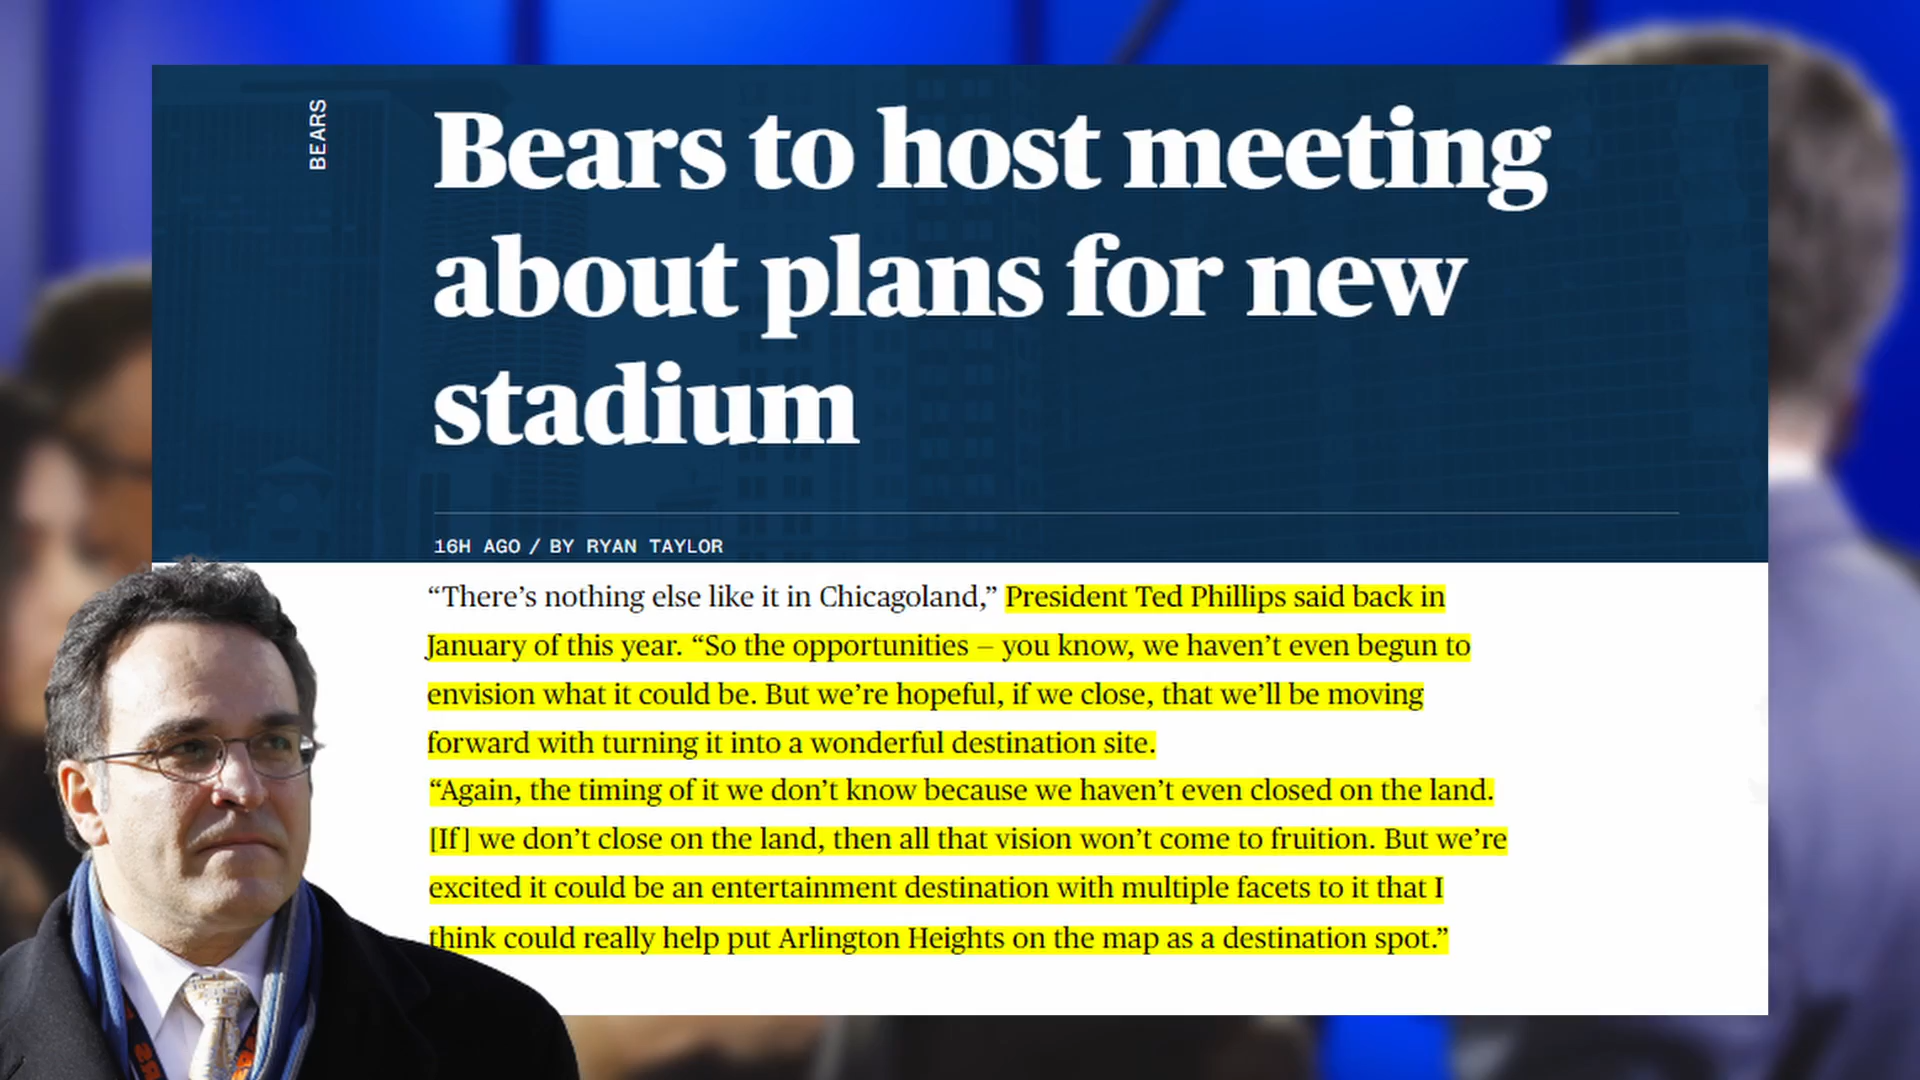 BEARS
Bears to host meeting
about plans for new
stadium
16H AGO / BY RYAN TAYLOR
“There’s nothing else like it in Chicagoland,” President Ted Phillips said back in
January of this year. “So the opportunities – you know, we haven’t even begun to
envision what it could be. But we’re hopeful, if we close, that we’ll be moving
forward with turning it into a wonderful destination site.
“Again, the timing of it we don’t know because we haven’t even closed on the land.
[If] we don’t close on the land, then all that vision won’t come to fruition. But we’re
excited it could be an entertainment destination with multiple facets to it that I
think could really help put Arlington Heights on the map as a destination spot.”